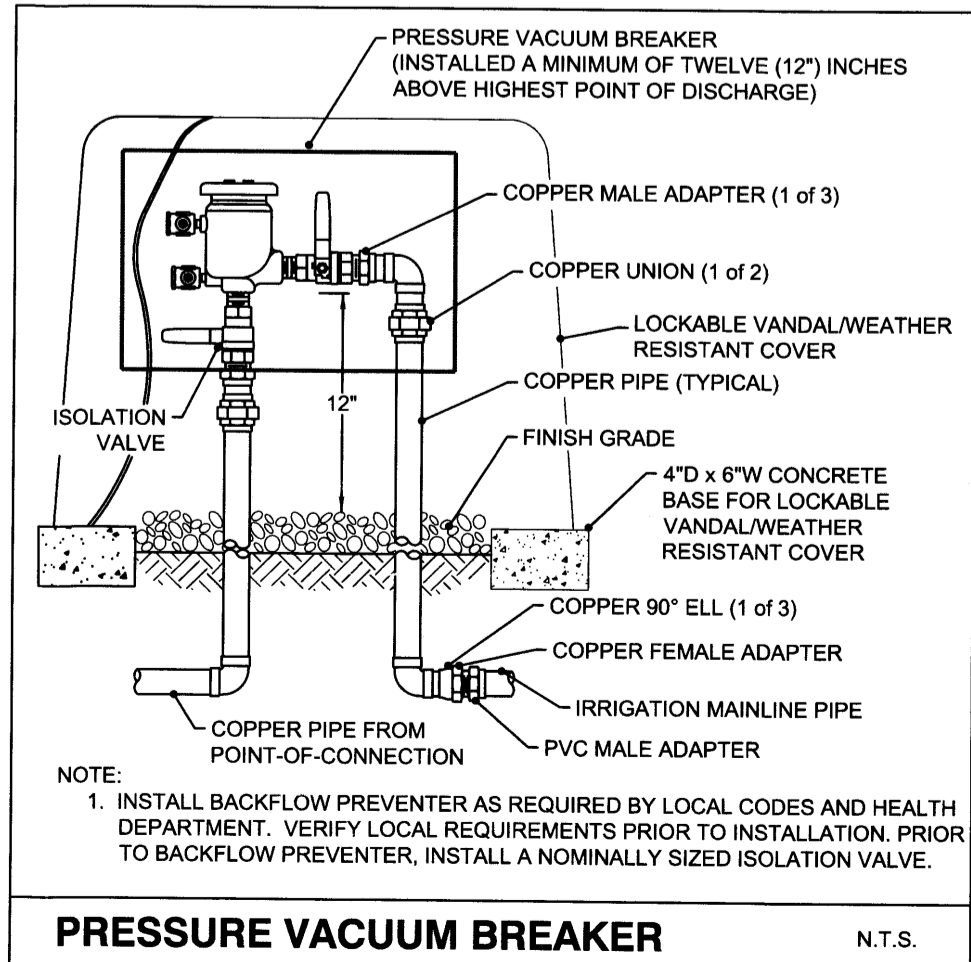 PRESSURE VACUUM BREAKER
(INSTALLED A MINIMUM OF TWELVE (12") INCHES
ABOVE HIGHEST POINT OF DISCHARGE)
COPPER MALE ADAPTER (1 of 3)
COPPER UNION (1 of 2)
LOCKABLE VANDAL/WEATHER
RESISTANT COVER
COPPER PIPE (TYPICAL)
12"
ISOLATION
VALVE
FINISH GRADE
4"D x 6"W CONCRETE
BASE FOR LOCKABLE
VANDAL/WEATHER
RESISTANT COVER
COPPER 90° ELL (1 of 3)
COPPER FEMALE ADAPTER
IRRIGATION MAINLINE PIPE
PVC MALE ADAPTER
COPPER PIPE FROM
POINT-OF-CONNECTION
NOTE:
1. INSTALL BACKFLOW PREVENTER AS REQUIRED BY LOCAL CODES AND HEALTH
DEPARTMENT. VERIFY LOCAL REQUIREMENTS PRIOR TO INSTALLATION. PRIOR
TO BACKFLOW PREVENTER, INSTALL A NOMINALLY SIZED ISOLATION VALVE.
PRESSURE VACUUM BREAKER
N.T.S.